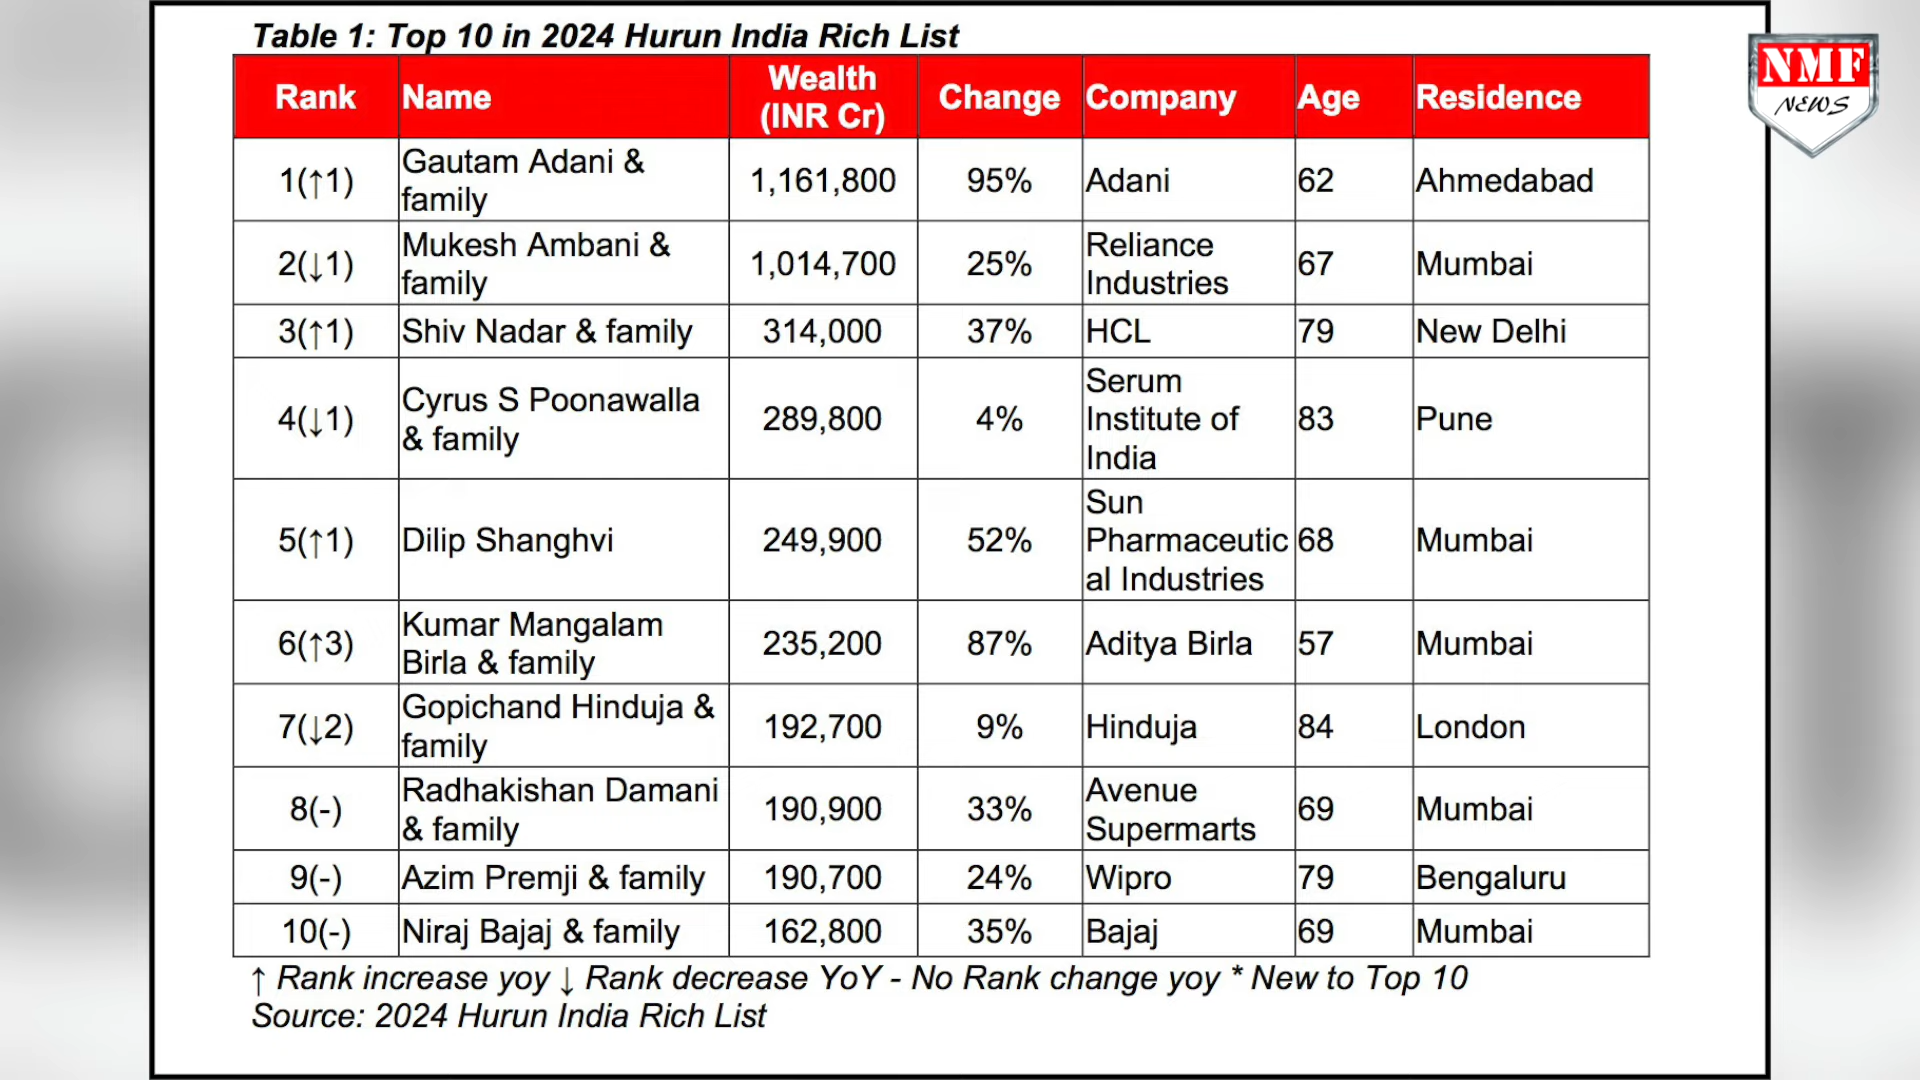 Table 1: Top 10 in 2024 Hurun India Rich List
NMF
NEWS
Rank Name Wealth (INR Cr) Change Company Age Residence
1(↑1) Gautam Adani & family 1,161,800 95% Adani 62 Ahmedabad
2(↓1) Mukesh Ambani & family 1,014,700 25% Reliance Industries 67 Mumbai
3(↑1) Shiv Nadar & family 314,000 37% HCL 79 New Delhi
4(↓1) Cyrus S Poonawalla & family 289,800 4% Serum Institute of India 83 Pune
5(↑1) Dilip Shanghvi 249,900 52% Sun Pharmaceutical Industries 68 Mumbai
6(↑3) Kumar Mangalam Birla & family 235,200 87% Aditya Birla 57 Mumbai
7(↓2) Gopichand Hinduja & family 192,700 9% Hinduja 84 London
8(-) Radhakishan Damani & family 190,900 33% Avenue Supermarts 69 Mumbai
9(-) Azim Premji & family 190,700 24% Wipro 79 Bengaluru
10(-) Niraj Bajaj & family 162,800 35% Bajaj 69 Mumbai
↑ Rank increase yoy ↓ Rank decrease YoY - No Rank change yoy * New to Top 10
Source: 2024 Hurun India Rich List